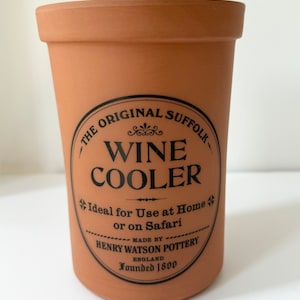 THE ORIGINAL SUFFOLK
WINE
COOLER
Ideal for Use at Home
or on Safari
MADE BY
HENRY WATSON POTTERY
ENGLAND
Founded 1800